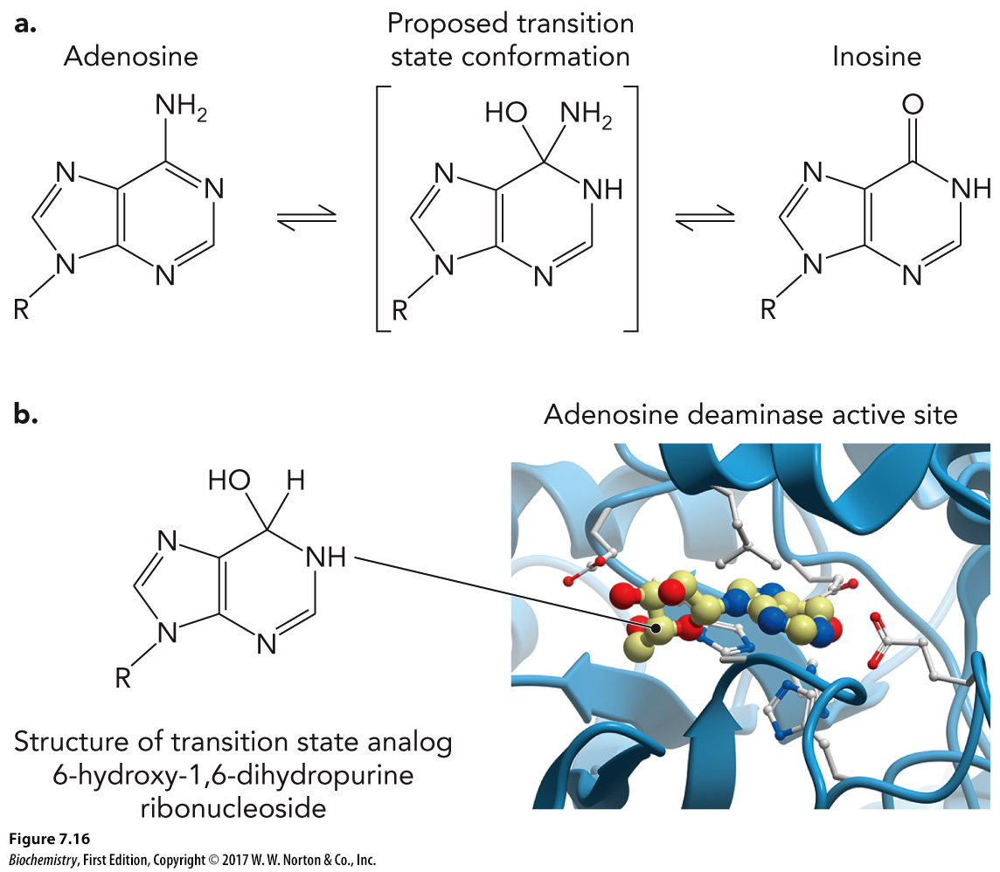 a.
Adenosine
Proposed transition
state conformation
Inosine
NH2
N
N
N
N
R
HO
NH2
N
NH
N
N
R
O
N
NH
N
N
R
b.
Adenosine deaminase active site
HO
H
N
NH
N
N
R
Structure of transition state analog
6-hydroxy-1,6-dihydropurine
ribonucleoside
Figure 7.16
Biochemistry, First Edition, Copyright © 2017 W. W. Norton & Co., Inc.